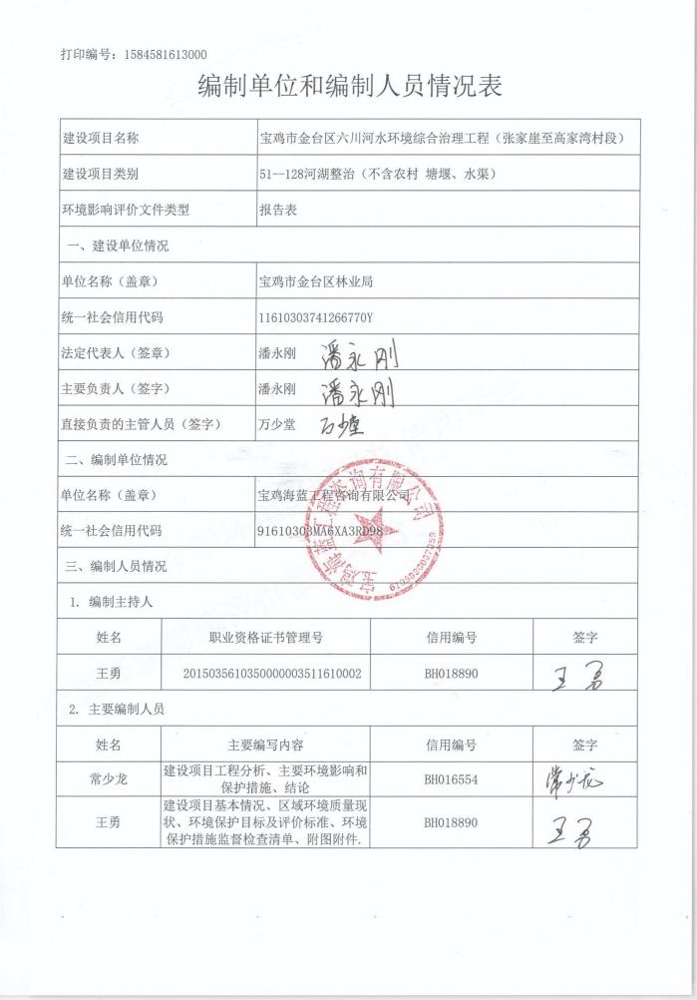 打印编号：1584581613000
编制单位和编制人员情况表
建设项目名称 宝鸡市金台区六川河水环境综合治理工程（张家崖至高家湾村段）
建设项目类别 51--128河湖整治（不含农村 塘堰、水渠）
环境影响评价文件类型 报告表
一、建设单位情况
单位名称（盖章） 宝鸡市金台区林业局
统一社会信用代码 11610303741266770Y
法定代表人（签章） 潘永刚 潘永刚
主要负责人（签字） 潘永刚 潘永刚
直接负责的主管人员（签字） 万少堂 万少堂
二、编制单位情况
单位名称（盖章） 宝鸡海蓝工程咨询有限公司
统一社会信用代码 91610303MA6XA3RD98
宝鸡海蓝工程咨询有限公司
6103030007059
三、编制人员情况
1. 编制主持人
姓名 职业资格证书管理号 信用编号 签字
王勇 2015035610350000003511610002 BH018890 王勇
2. 主要编制人员
姓名 主要编写内容 信用编号 签字
常少龙 建设项目工程分析、主要环境影响和
保护措施、结论 BH016554 常少龙
王勇 建设项目基本情况、区域环境质量现
状、环境保护目标及评价标准、环境
保护措施监督检查清单、附图附件. BH018890 王勇